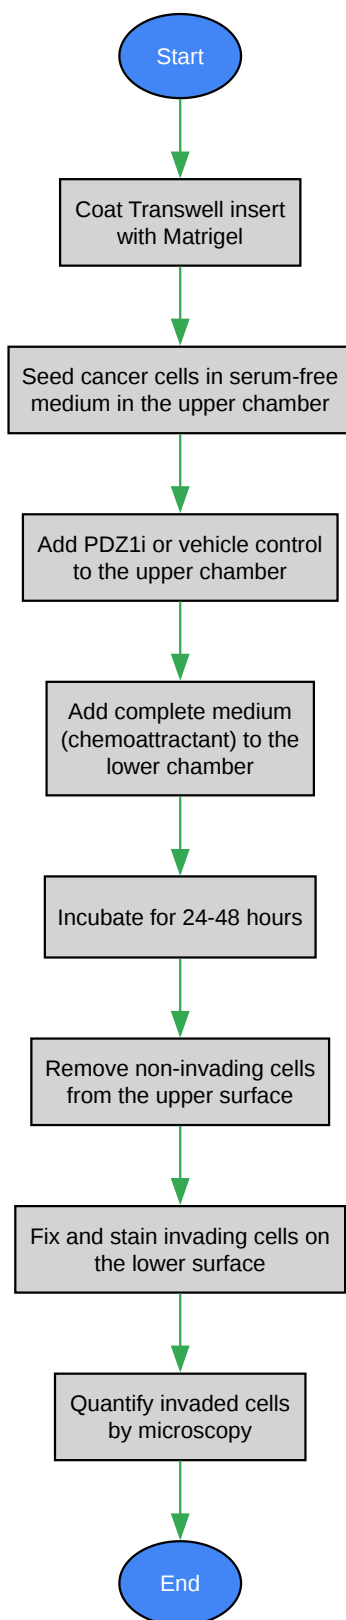 Start
Coat Transwell insert
with Matrigel
Seed cancer cells in serum-free
medium in the upper chamber
Add PDZ1i or vehicle control
to the upper chamber
Add complete medium
(chemoattractant) to the
lower chamber
Incubate for 24-48 hours
Remove non-invading cells
from the upper surface
Fix and stain invading cells on
the lower surface
Quantify invaded cells
by microscopy
End